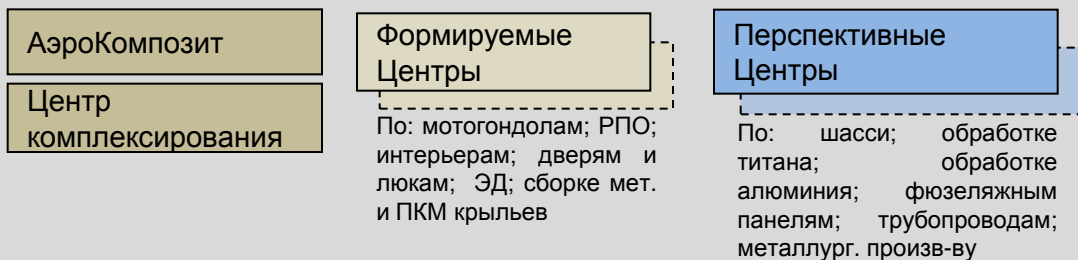 АэроКомпозит
Центр
комплексирования
Формируемые
Центры
По: мотогондолам; РПО;
интерьерам; дверям и
люкам; ЭД; сборке мет.
и ПКМ крыльев
Перспективные
Центры
По: шасси; обработке
титана; обработке
алюминия; фюзеляжным
панелям; трубопроводам;
металлург. произв-ву